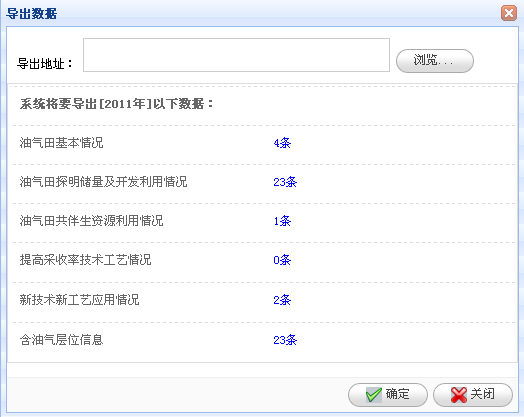 导出数据
导出地址： 浏览...
系统将要导出[2011年]以下数据：
油气田基本情况 4条
油气田探明储量及开发利用情况 23条
油气田共伴生资源利用情况 1条
提高采收率技术工艺情况 0条
新技术新工艺应用情况 2条
含油气层位信息 23条
确定 关闭